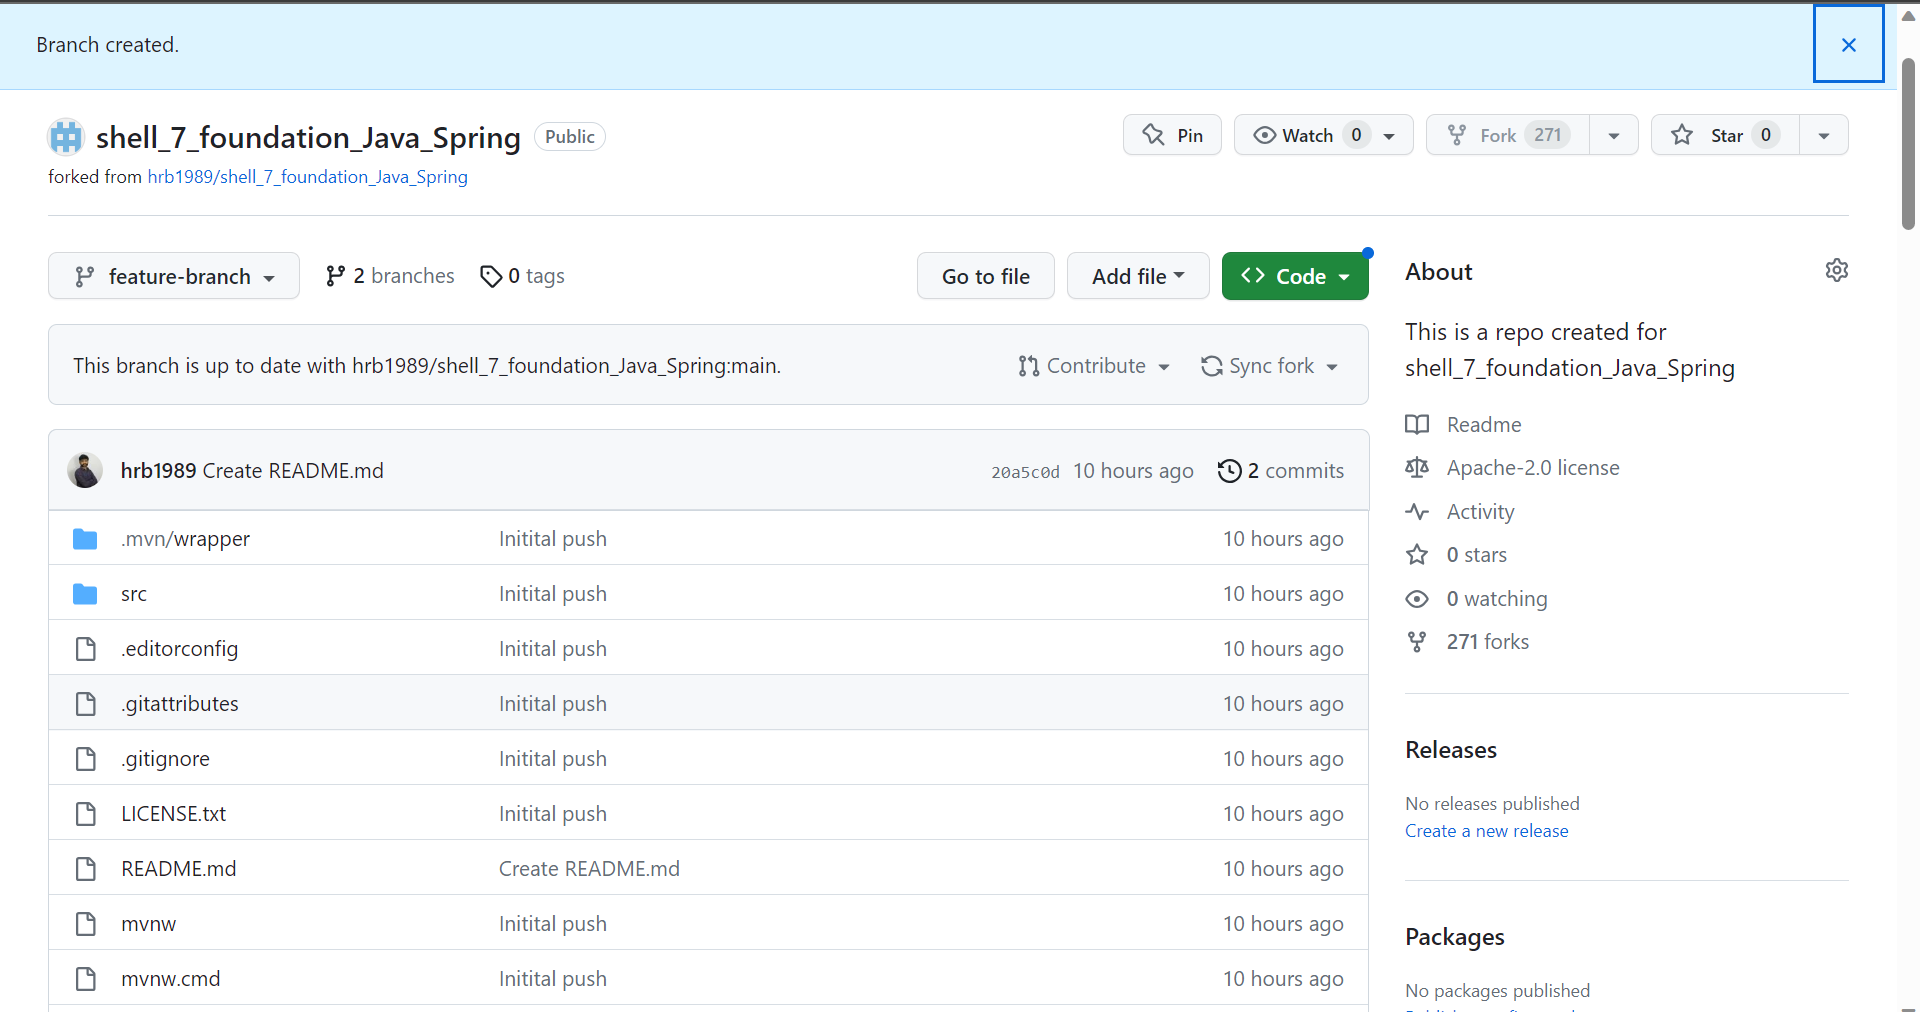 Branch created.
shell_7_foundation_Java_Spring Public
Pin
Watch 0
Fork 271
Star 0
forked from hrb1989/shell_7_foundation_Java_Spring
feature-branch
2 branches
0 tags
Go to file
Add file
Code
This branch is up to date with hrb1989/shell_7_foundation_Java_Spring:main.
Contribute
Sync fork
hrb1989 Create README.md 20a5c0d 10 hours ago 2 commits
.mvn/wrapper Initital push 10 hours ago
src Initital push 10 hours ago
.editorconfig Initital push 10 hours ago
.gitattributes Initital push 10 hours ago
.gitignore Initital push 10 hours ago
LICENSE.txt Initital push 10 hours ago
README.md Create README.md 10 hours ago
mvnw Initital push 10 hours ago
mvnw.cmd Initital push 10 hours ago
About
This is a repo created for
shell_7_foundation_Java_Spring
Readme
Apache-2.0 license
Activity
0 stars
0 watching
271 forks
Releases
No releases published
Create a new release
Packages
No packages published